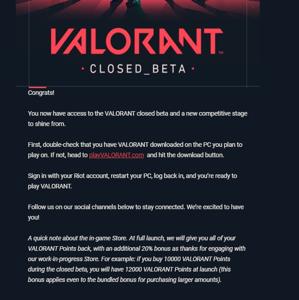 VALORANT
• CLOSED_BETA •
Congrats!
You now have access to the VALORANT closed beta and a new competitive stage
to shine from.
First, double-check that you have VALORANT downloaded on the PC you plan to
play on. If not, head to playVALORANT.com and hit the download button.
Sign in with your Riot account, restart your PC, log back in, and you're ready to
play VALORANT.
Follow us on our social channels below to stay connected. We're excited to have
you!
A quick note about the in-game Store. At full launch, we will give you all of your
VALORANT Points back, with an additional 20% bonus as thanks for engaging with
our work-in-progress Store. For example: if you buy 10000 VALORANT Points
during the closed beta, you will have 12000 VALORANT Points at launch (this
bonus applies even to the bundled bonus for purchasing larger amounts).